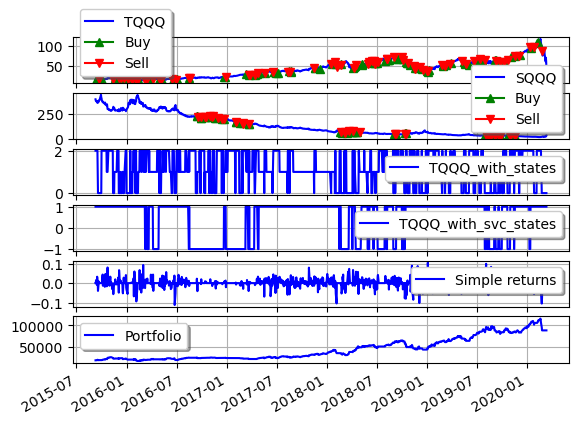 TQQQ
Buy
Sell
100
50
SQQQ
Buy
Sell
250
0
2
0
TQQQ_with_states
1
−1
TQQQ_with_svc_states
0.1
0.0
−0.1
Simple returns
100000
50000
Portfolio
2015-07 2016-01 2016-07 2017-01 2017-07 2018-01 2018-07 2019-01 2019-07 2020-01